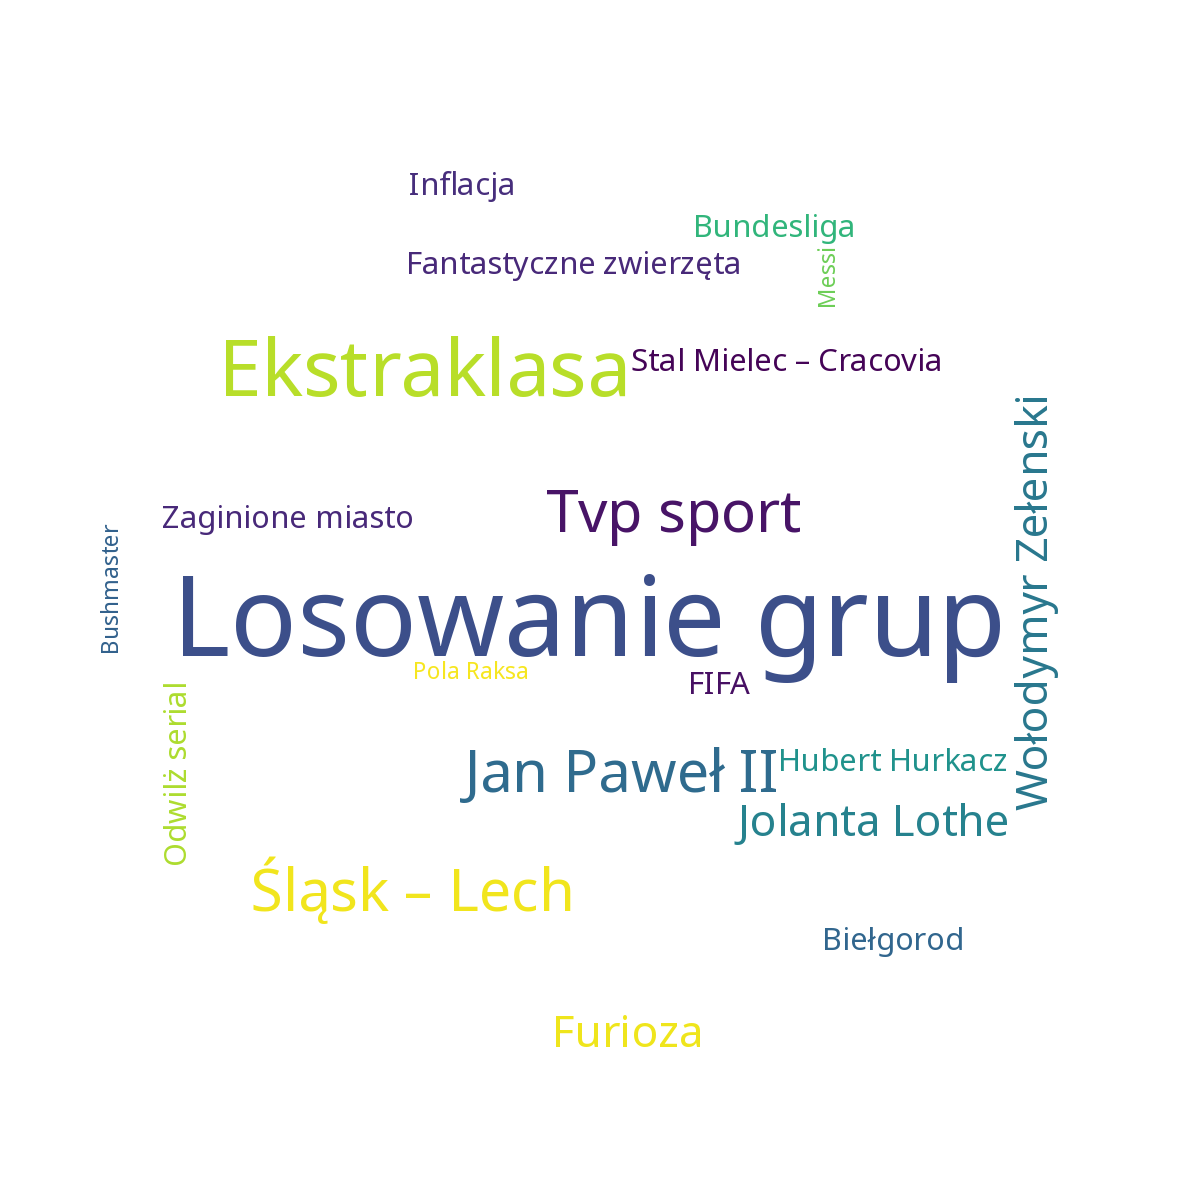 Inflacja
Bundesliga
Fantastyczne zwierzęta
Messi
Ekstraklasa
Stal Mielec – Cracovia
Wołodymyr Zełenski
Tvp sport
Zaginione miasto
Bushmaster
Losowanie grup
Pola Raksa
FIFA
Odwilż serial
Jan Paweł II
Hubert Hurkacz
Jolanta Lothe
Śląsk – Lech
Biełgorod
Furioza